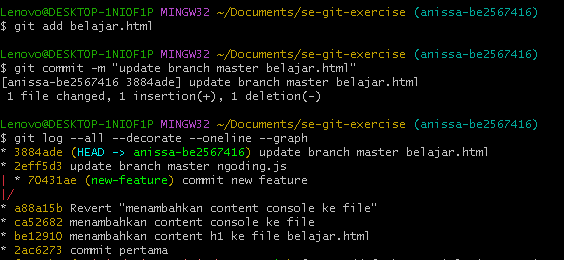 Lenovo@DESKTOP-1NIOF1P MINGW32 ~/Documents/se-git-exercise (anissa-be2567416)
$ git add belajar.html
Lenovo@DESKTOP-1NIOF1P MINGW32 ~/Documents/se-git-exercise (anissa-be2567416)
$ git commit -m "update branch master belajar.html"
[anissa-be2567416 3884ade] update branch master belajar.html
 1 file changed, 1 insertion(+), 1 deletion(-)
Lenovo@DESKTOP-1NIOF1P MINGW32 ~/Documents/se-git-exercise (anissa-be2567416)
$ git log --all --decorate --oneline --graph
* 3884ade (HEAD -> anissa-be2567416) update branch master belajar.html
* 2eff5d3 update branch master ngoding.js
| * 70431ae (new-feature) commit new feature
|/
* a88a15b Revert "menambahkan content console ke file"
* ca52682 menambahkan content console ke file
* be12910 menambahkan content h1 ke file belajar.html
* 2ac6273 commit pertama